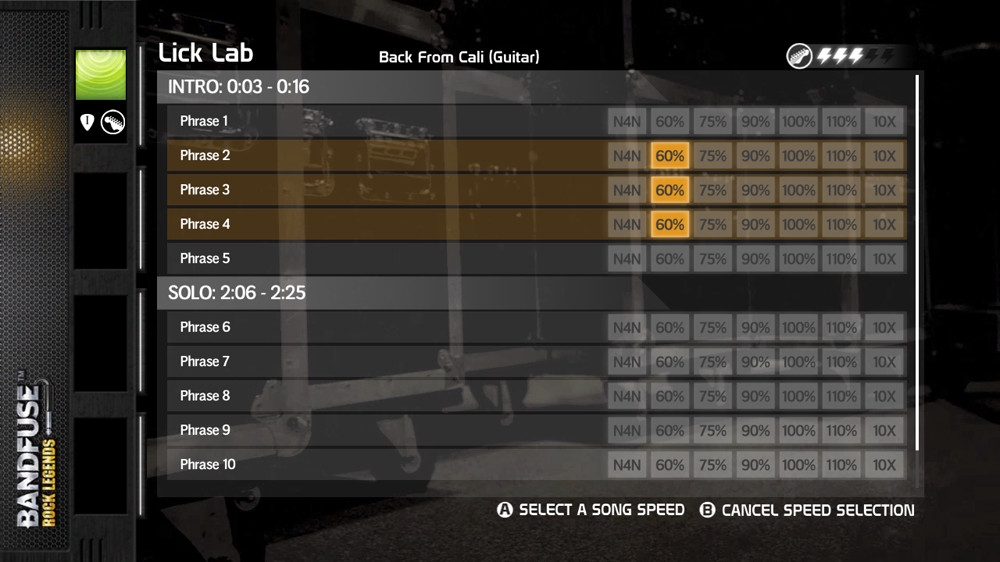 Lick Lab
Back From Cali (Guitar)
INTRO: 0:03 - 0:16
Phrase 1 N4N 60% 75% 90% 100% 110% 10X
Phrase 2 N4N 60% 75% 90% 100% 110% 10X
Phrase 3 N4N 60% 75% 90% 100% 110% 10X
Phrase 4 N4N 60% 75% 90% 100% 110% 10X
Phrase 5 N4N 60% 75% 90% 100% 110% 10X
SOLO: 2:06 - 2:25
Phrase 6 N4N 60% 75% 90% 100% 110% 10X
Phrase 7 N4N 60% 75% 90% 100% 110% 10X
Phrase 8 N4N 60% 75% 90% 100% 110% 10X
Phrase 9 N4N 60% 75% 90% 100% 110% 10X
Phrase 10 N4N 60% 75% 90% 100% 110% 10X
A SELECT A SONG SPEED B CANCEL SPEED SELECTION
BANDFUSE™
ROCK LEGENDS
1